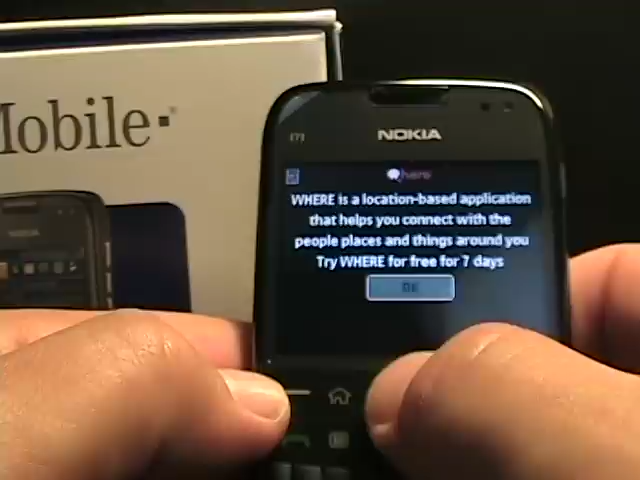 Mobile
NOKIA
where
WHERE is a location-based application
that helps you connect with the
people places and things around you
Try WHERE for free for 7 days
OK
NOKIA